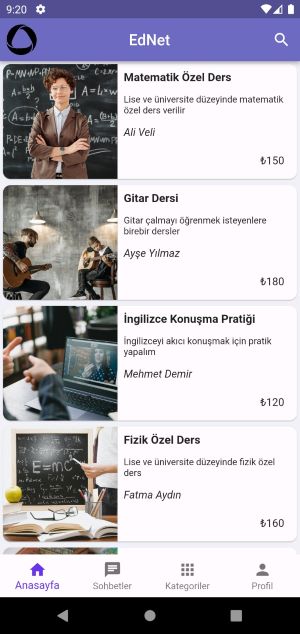 9:20
EdNet
Matematik Özel Ders
Lise ve üniversite düzeyinde matematik
özel ders verilir
Ali Veli
₺150
Gitar Dersi
Gitar çalmayı öğrenmek isteyenlere
birebir dersler
Ayşe Yılmaz
₺180
İngilizce Konuşma Pratiği
İngilizceyi akıcı konuşmak için pratik
yapalım
Mehmet Demir
₺120
E=mc²
Fizik Özel Ders
Lise ve üniversite düzeyinde fizik özel
ders
Fatma Aydın
₺160
Anasayfa
Sohbetler
Kategoriler
Profil